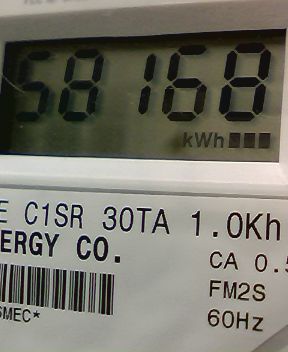 58168
kWh
E C1SR 30TA 1.0Kh
ERGY CO.
CA 0.5
FM2S
60Hz
SMEC*